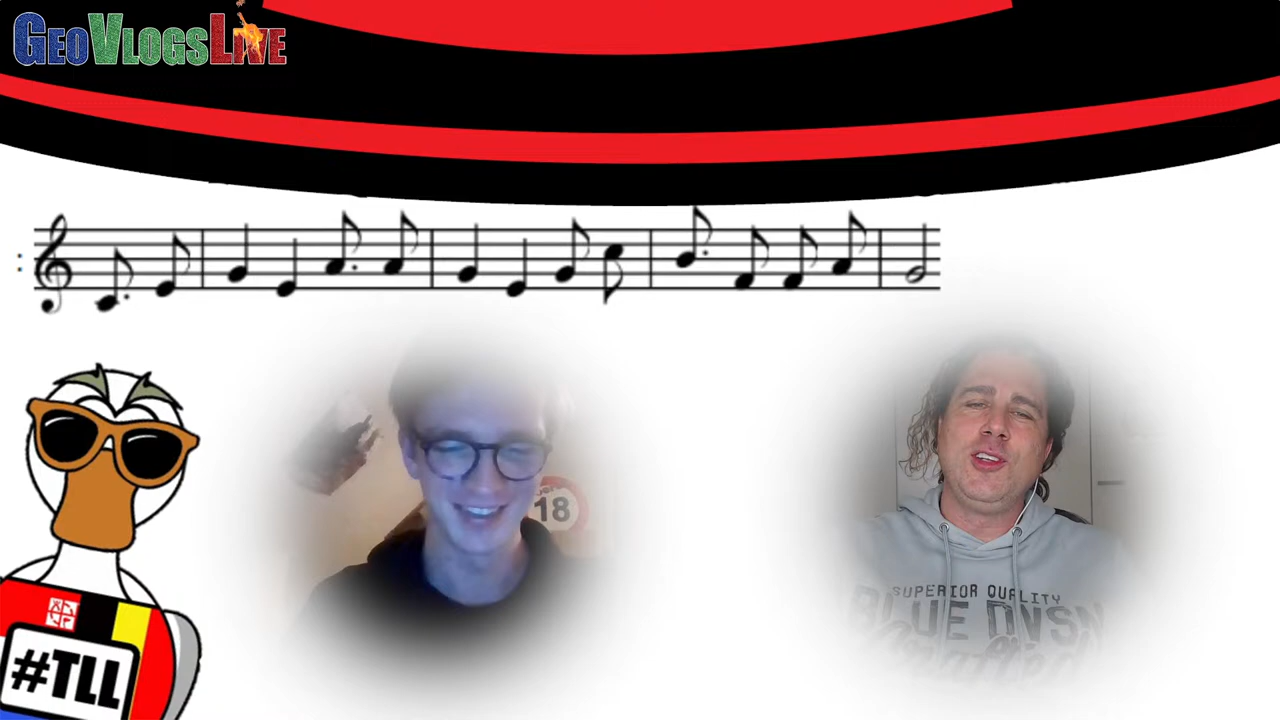 GEOVLOGSLIVE
18
SUPERIOR QUALITY
BLUE DVSN
#TLL